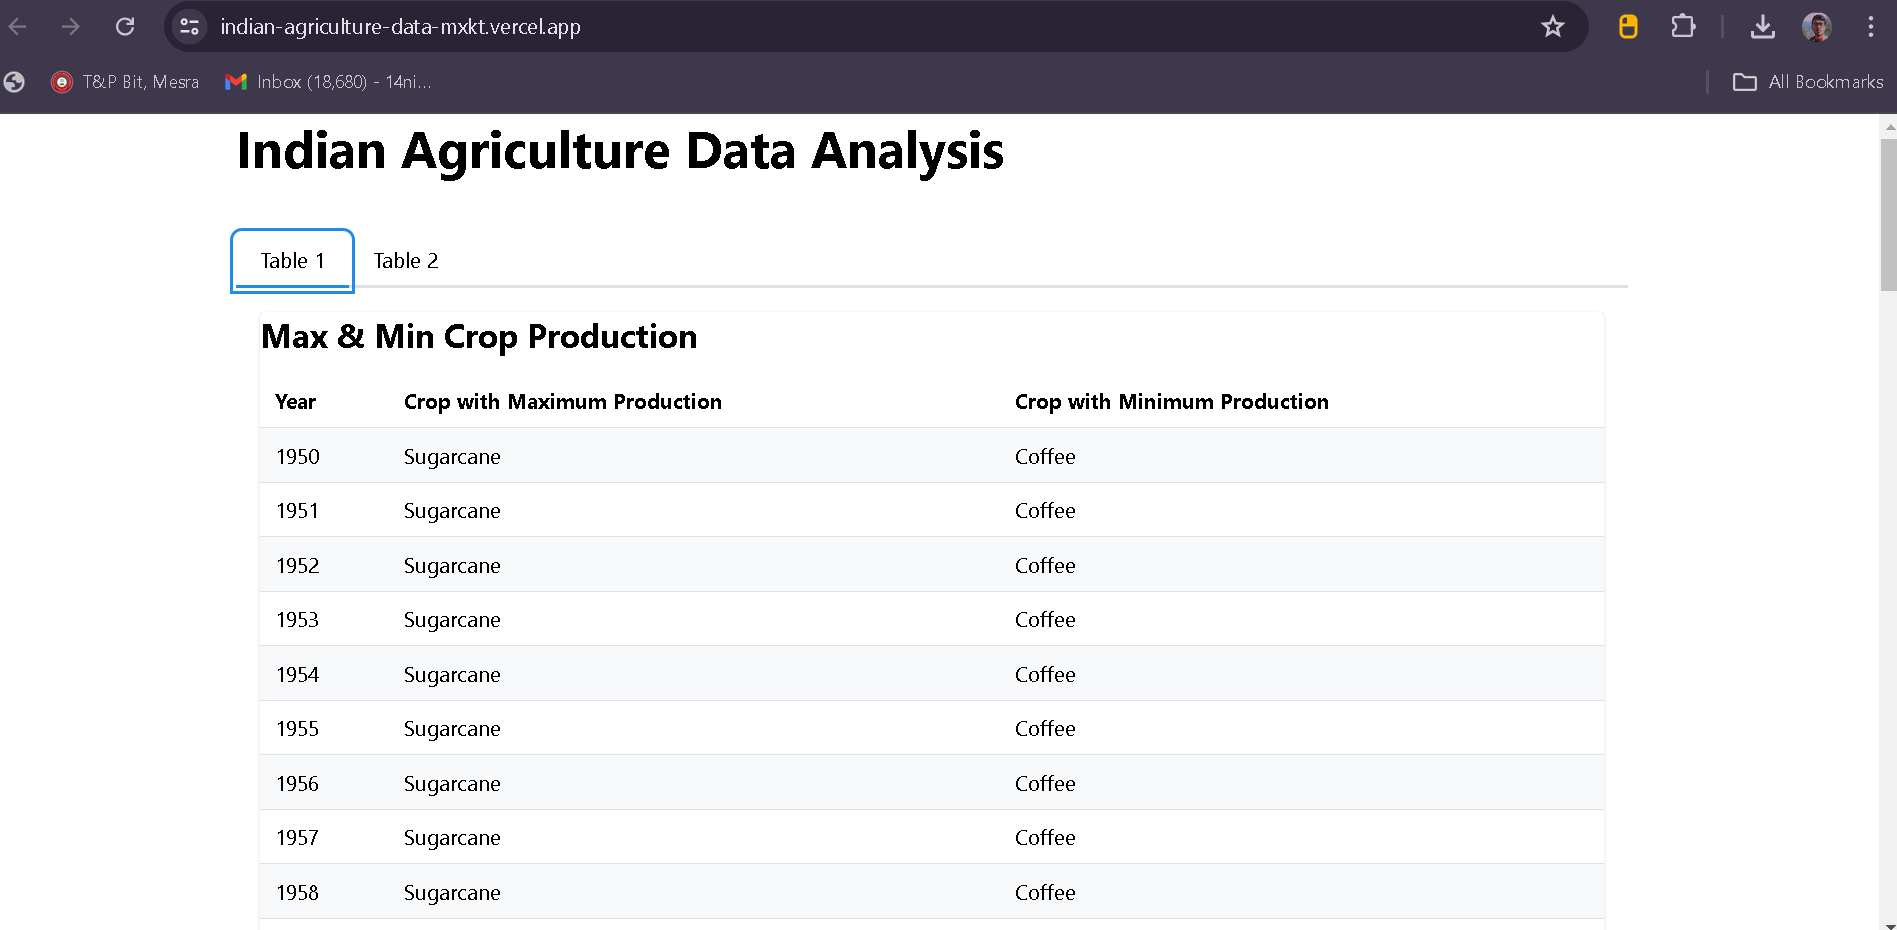 indian-agriculture-data-mxkt.vercel.app
T&P Bit, Mesra Inbox (18,680) - 14ni... All Bookmarks
Indian Agriculture Data Analysis
Table 1 Table 2
Max & Min Crop Production
Year Crop with Maximum Production Crop with Minimum Production
1950 Sugarcane Coffee
1951 Sugarcane Coffee
1952 Sugarcane Coffee
1953 Sugarcane Coffee
1954 Sugarcane Coffee
1955 Sugarcane Coffee
1956 Sugarcane Coffee
1957 Sugarcane Coffee
1958 Sugarcane Coffee